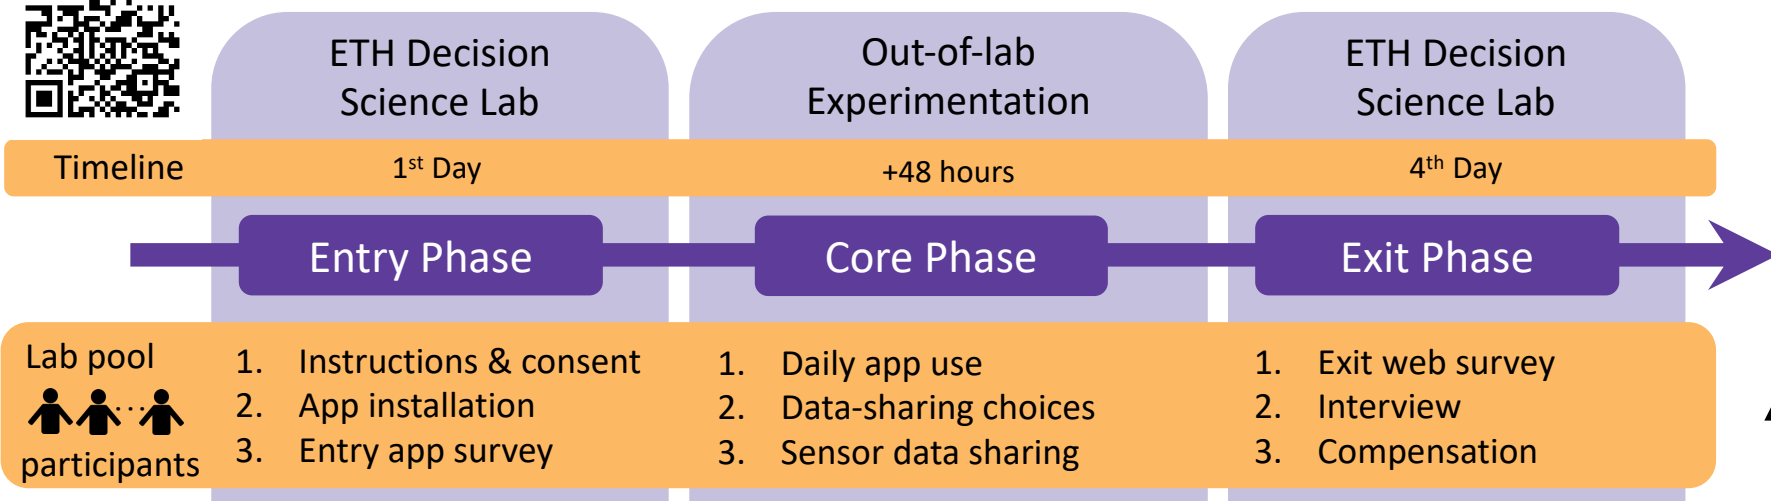 ETH Decision
Science Lab
Out-of-lab
Experimentation
ETH Decision
Science Lab
Timeline
1st Day
+48 hours
4th Day
Entry Phase
Core Phase
Exit Phase
Lab pool
participants
1. Instructions & consent
2. App installation
3. Entry app survey
1. Daily app use
2. Data-sharing choices
3. Sensor data sharing
1. Exit web survey
2. Interview
3. Compensation